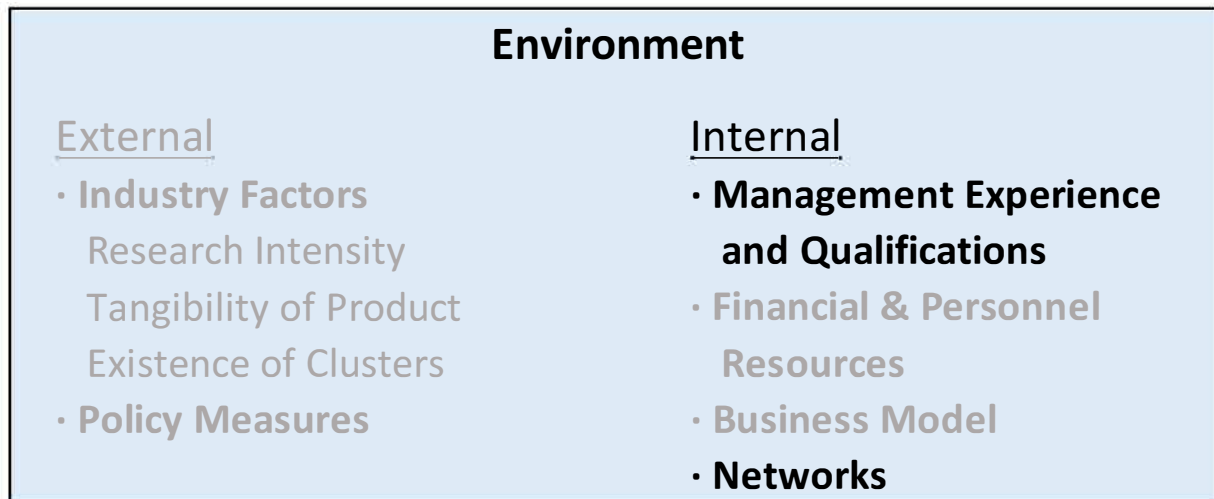 Environment
External
· Industry Factors
Research Intensity
Tangibility of Product
Existence of Clusters
· Policy Measures
Internal
· Management Experience
and Qualifications
· Financial & Personnel
Resources
· Business Model
· Networks